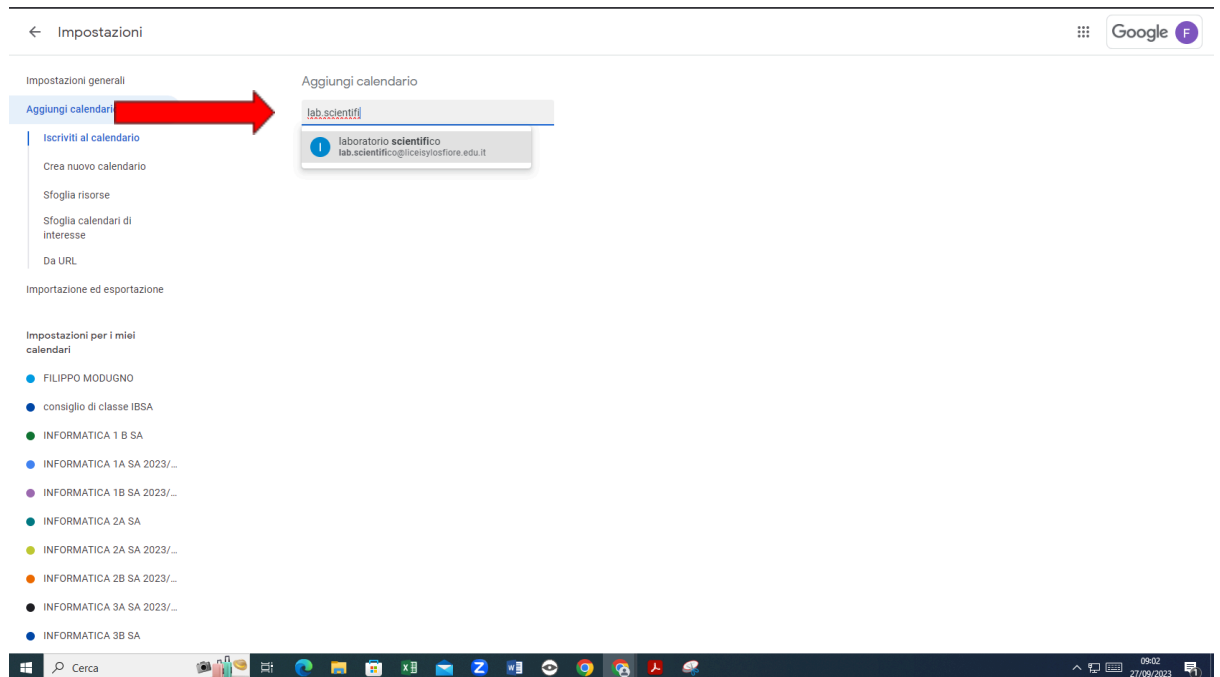 Impostazioni
Google F
Impostazioni generali
Aggiungi calendari
Iscriviti al calendario
Crea nuovo calendario
Sfoglia risorse
Sfoglia calendari di
interesse
Da URL
Importazione ed esportazione
Impostazioni per i miei
calendari
FILIPPO MODUGNO
consiglio di classe IBSA
INFORMATICA 1 B SA
INFORMATICA 1A SA 2023/...
INFORMATICA 1B SA 2023/...
INFORMATICA 2A SA
INFORMATICA 2A SA 2023/...
INFORMATICA 2B SA 2023/...
INFORMATICA 3A SA 2023/...
INFORMATICA 3B SA
Aggiungi calendario
lab.scientifi
l
laboratorio scientifico
lab.scientifico@liceisylosfiore.edu.it
Cerca
09:02
27/09/2023